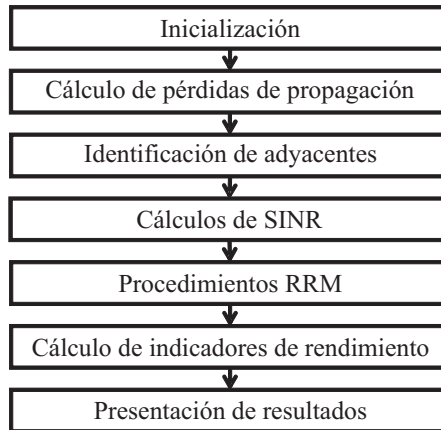 Inicialización
Cálculo de pérdidas de propagación
Identificación de adyacentes
Cálculos de SINR
Procedimientos RRM
Cálculo de indicadores de rendimiento
Presentación de resultados